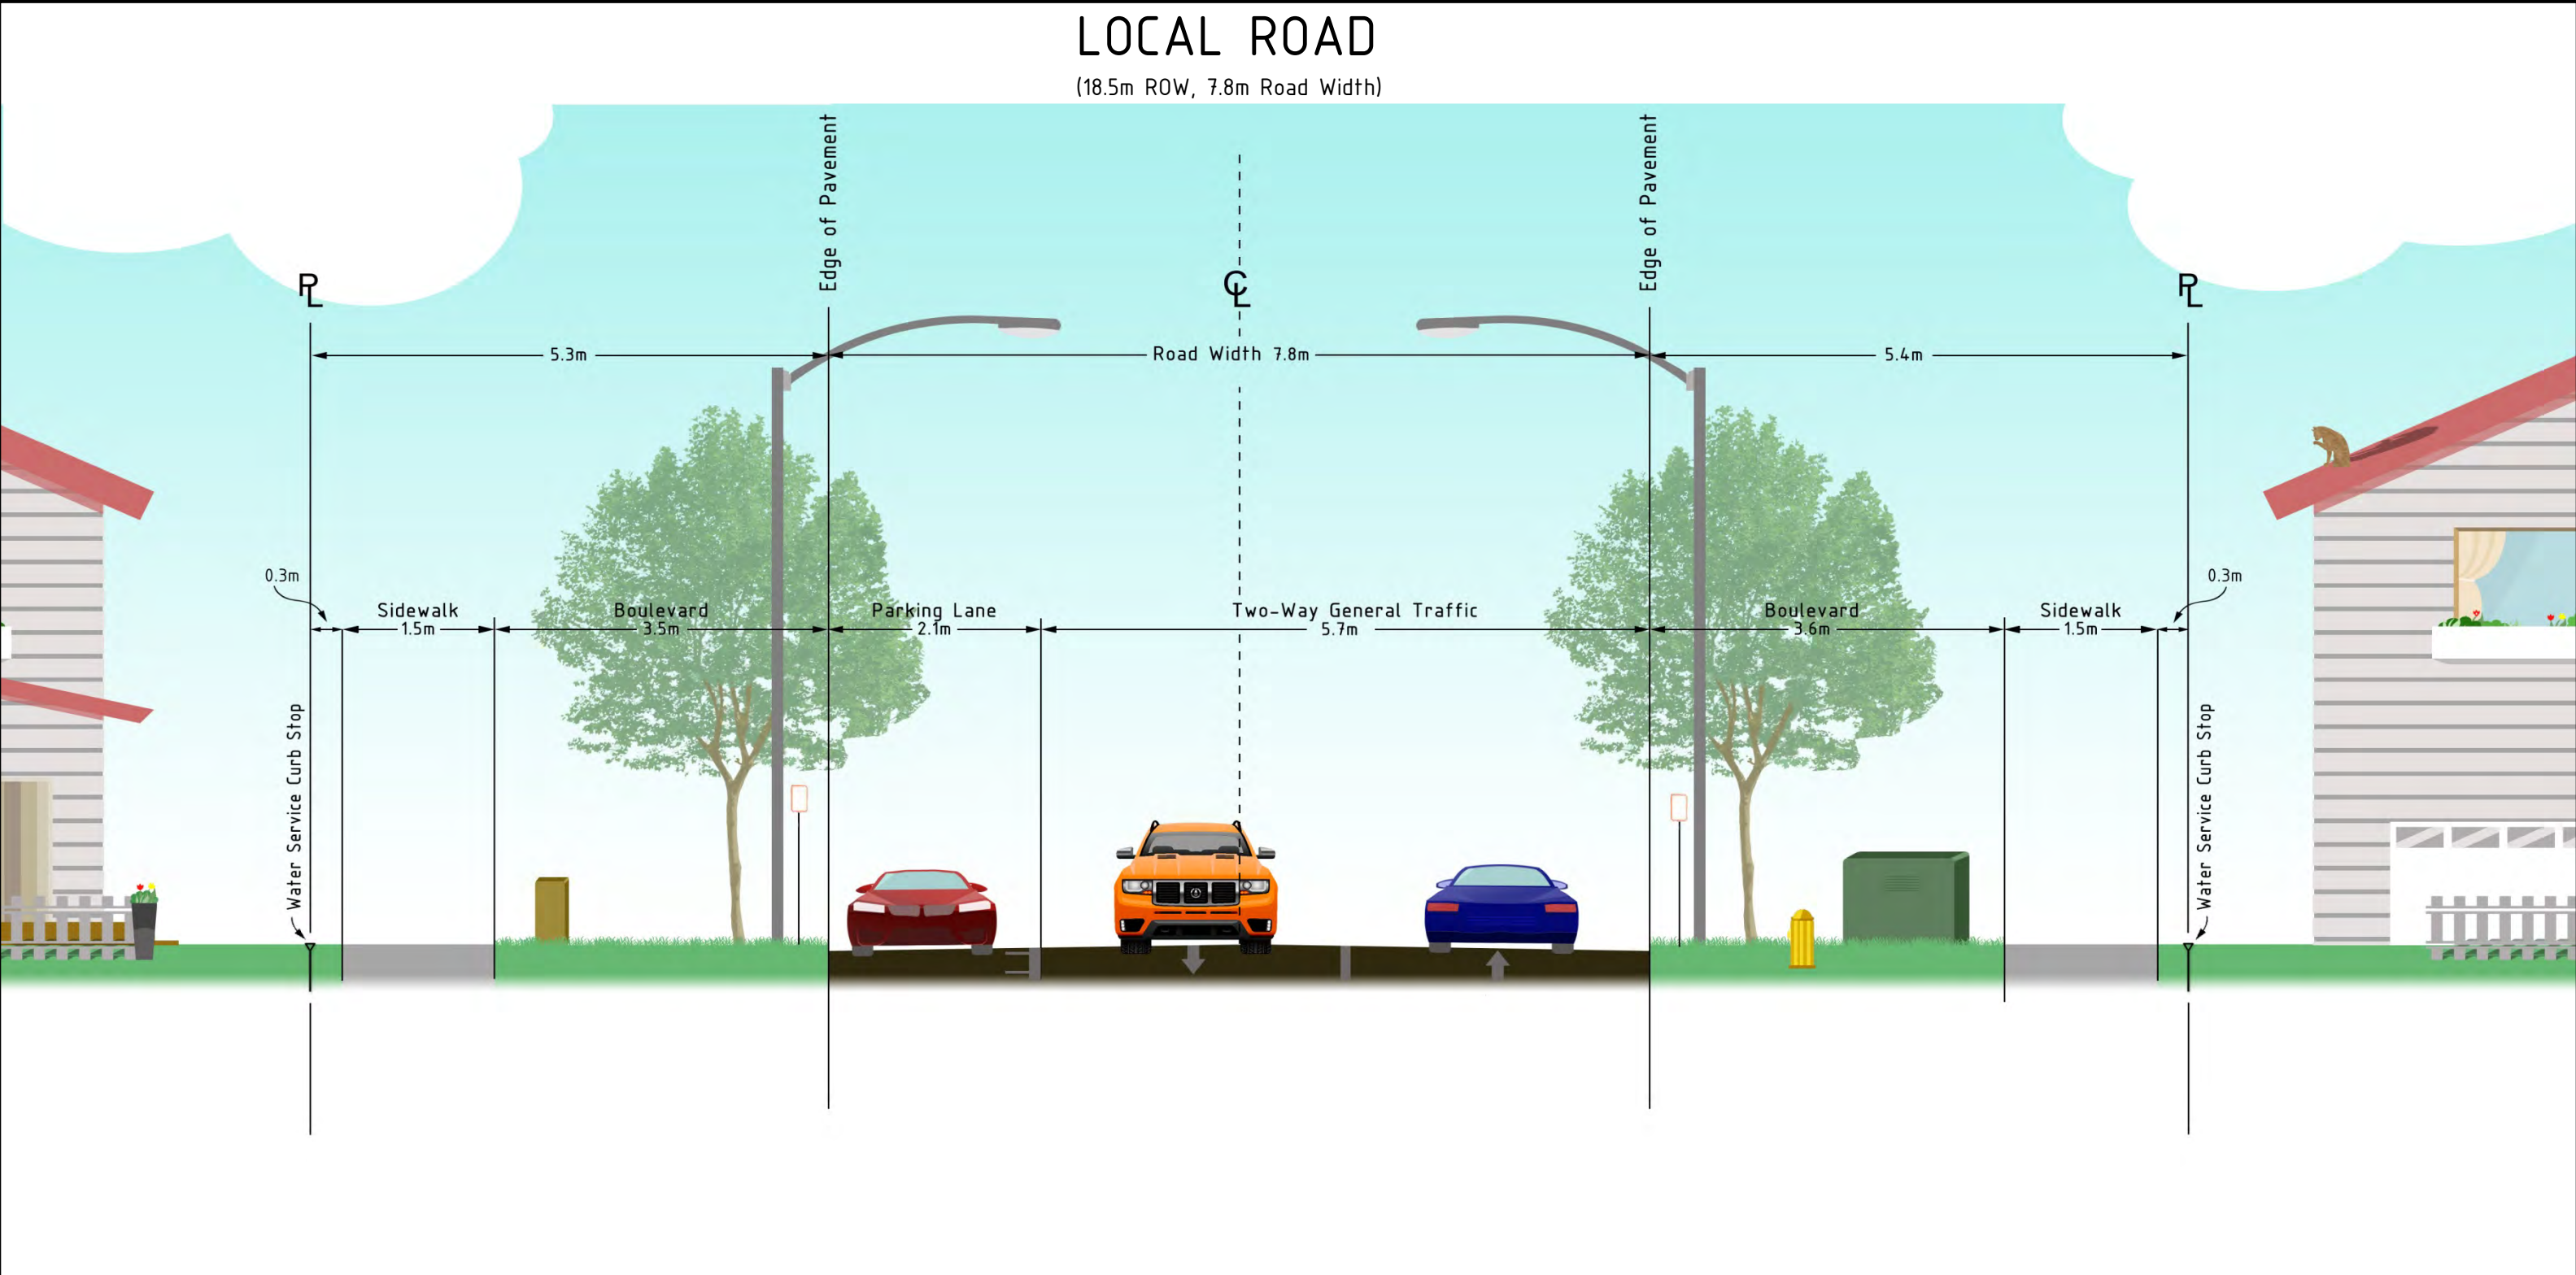 LOCAL ROAD
(18.5m ROW, 7.8m Road Width)
Edge of Pavement
Edge of Pavement
PL
CL
PL
5.3m
Road Width 7.8m
5.4m
0.3m
0.3m
Sidewalk
1.5m
Boulevard
3.5m
Parking Lane
2.1m
Two-Way General Traffic
5.7m
Boulevard
3.6m
Sidewalk
1.5m
Water Service Curb Stop
Water Service Curb Stop